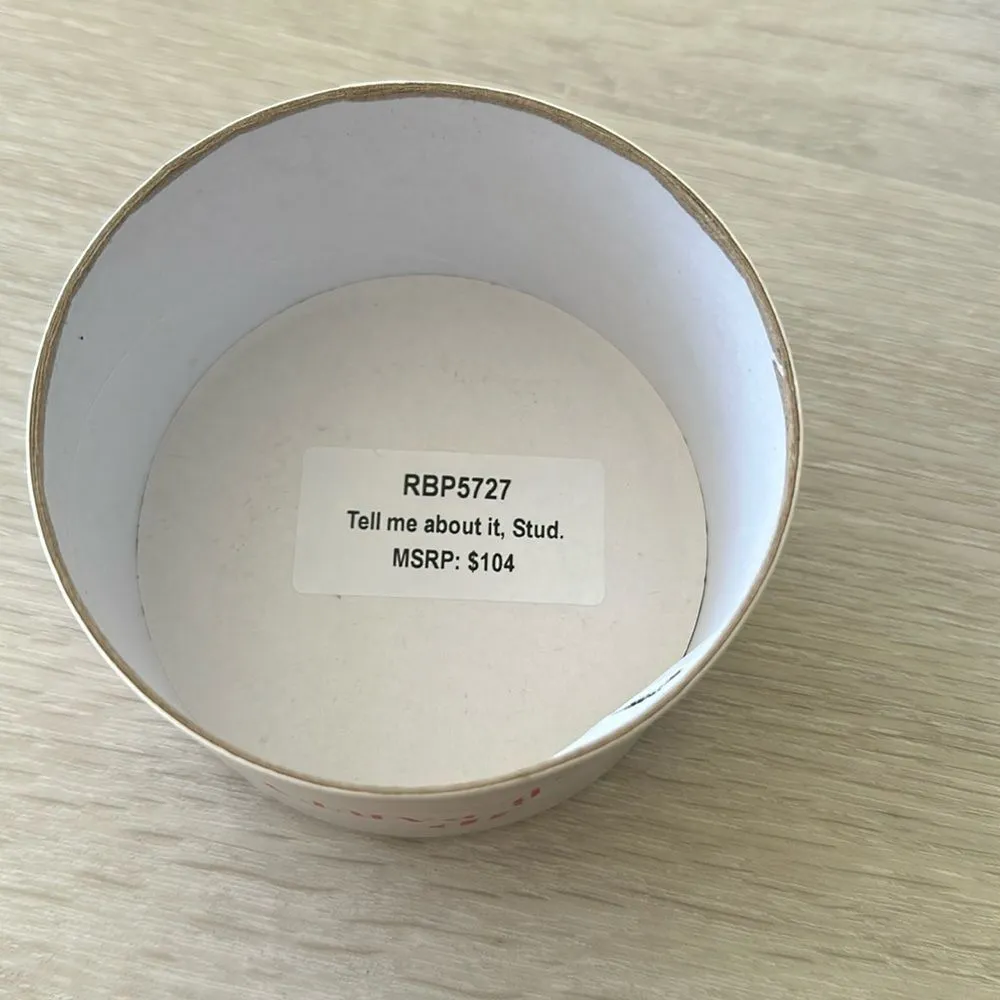 RBP5727
Tell me about it, Stud.
MSRP: $104